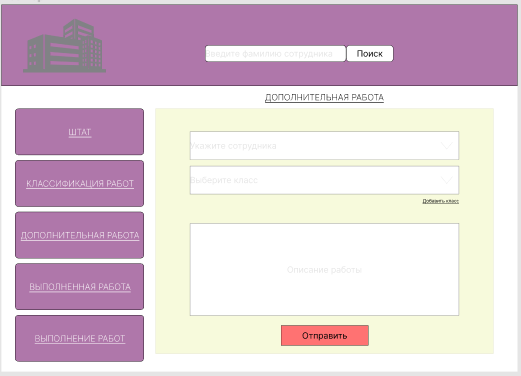 Введите фамилию сотрудника
Поиск
ДОПОЛНИТЕЛЬНАЯ РАБОТА
ШТАТ
КЛАССИФИКАЦИЯ РАБОТ
ДОПОЛНИТЕЛЬНАЯ РАБОТА
ВЫПОЛНЕННАЯ РАБОТА
ВЫПОЛНЕНИЕ РАБОТ
Укажите сотрудника
Выберите класс
Добавить класс
Описание работы
Отправить